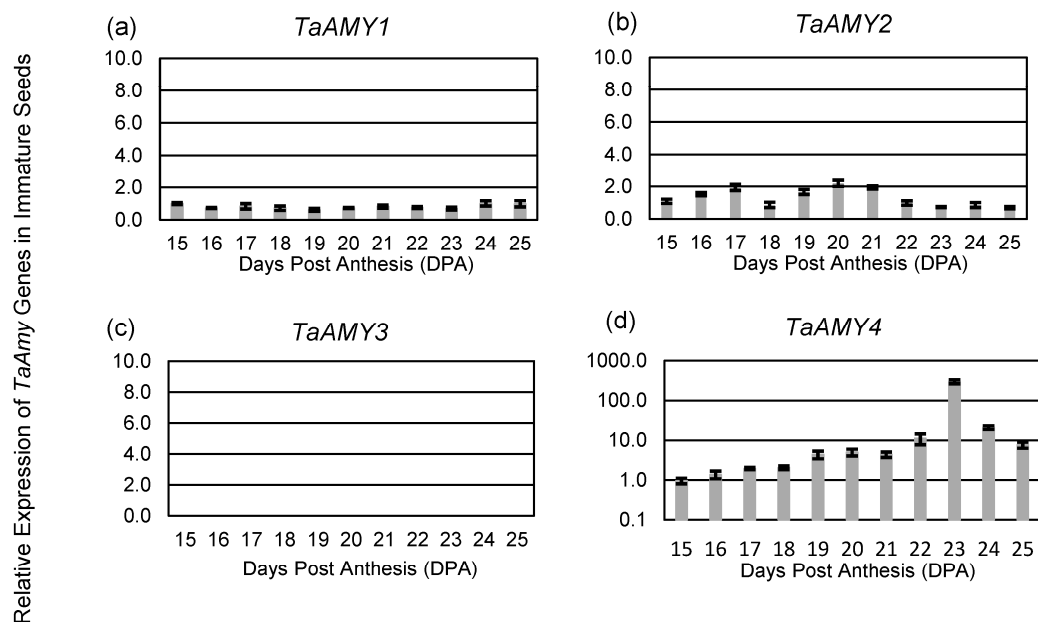 Relative Expression of TaAmy Genes in Immature Seeds
(a)
TaAMY1
10.0
8.0
6.0
4.0
2.0
0.0
15 16 17 18 19 20 21 22 23 24 25
Days Post Anthesis (DPA)
(b)
TaAMY2
10.0
8.0
6.0
4.0
2.0
0.0
15 16 17 18 19 20 21 22 23 24 25
Days Post Anthesis (DPA)
(c)
TaAMY3
10.0
8.0
6.0
4.0
2.0
0.0
15 16 17 18 19 20 21 22 23 24 25
Days Post Anthesis (DPA)
(d)
TaAMY4
1000.0
100.0
10.0
1.0
0.1
15 16 17 18 19 20 21 22 23 24 25
Days Post Anthesis (DPA)